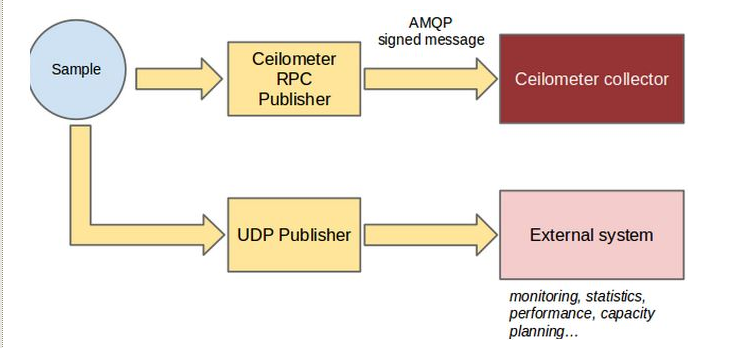 Sample
Ceilometer
RPC
Publisher
AMQP
signed message
Ceilometer collector
UDP Publisher
External system
monitoring, statistics,
performance, capacity
planning...